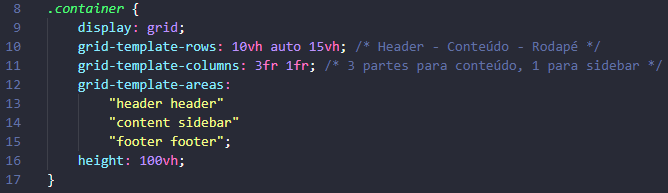 8 .container {
9 display: grid;
10 grid-template-rows: 10vh auto 15vh; /* Header - Conteúdo - Rodapé */
11 grid-template-columns: 3fr 1fr; /* 3 partes para conteúdo, 1 para sidebar */
12 grid-template-areas:
13 "header header"
14 "content sidebar"
15 "footer footer";
16 height: 100vh;
17 }